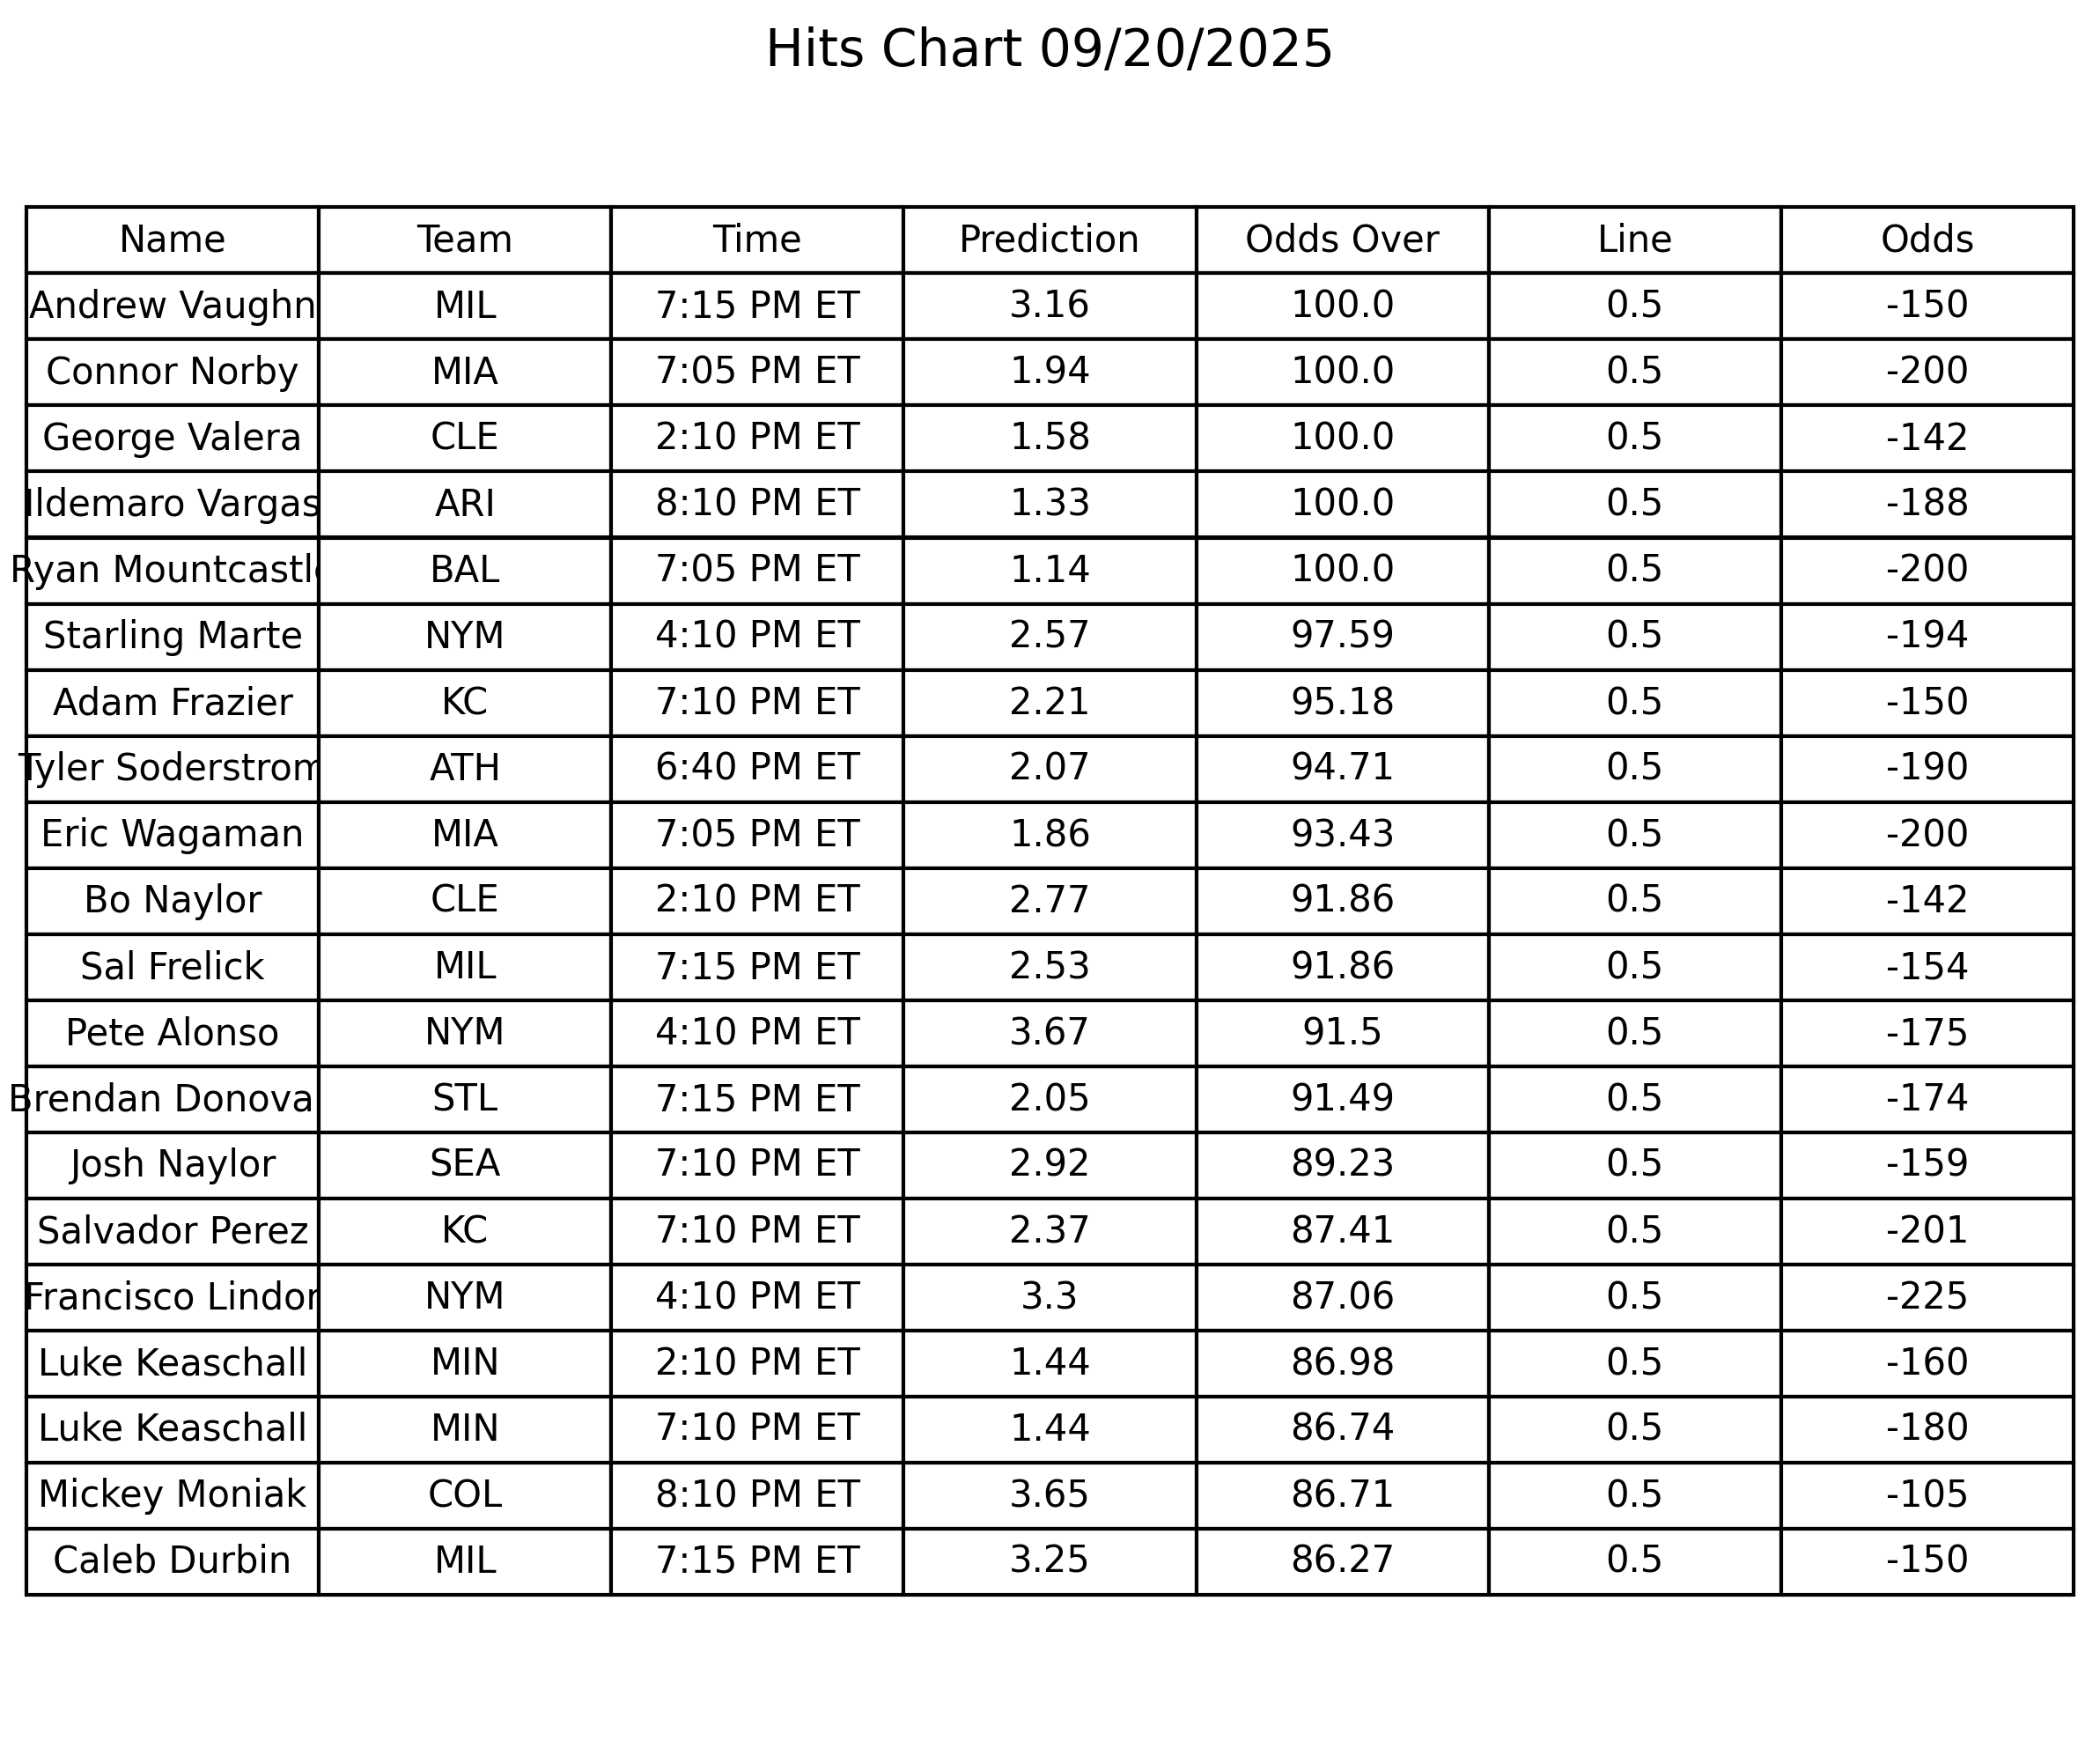 Hits Chart 09/20/2025
Name Team Time Prediction Odds Over Line Odds
Andrew Vaughn MIL 7:15 PM ET 3.16 100.0 0.5 -150
Connor Norby MIA 7:05 PM ET 1.94 100.0 0.5 -200
George Valera CLE 2:10 PM ET 1.58 100.0 0.5 -142
Ildemaro Vargas ARI 8:10 PM ET 1.33 100.0 0.5 -188
Ryan Mountcastle BAL 7:05 PM ET 1.14 100.0 0.5 -200
Starling Marte NYM 4:10 PM ET 2.57 97.59 0.5 -194
Adam Frazier KC 7:10 PM ET 2.21 95.18 0.5 -150
Tyler Soderstrom ATH 6:40 PM ET 2.07 94.71 0.5 -190
Eric Wagaman MIA 7:05 PM ET 1.86 93.43 0.5 -200
Bo Naylor CLE 2:10 PM ET 2.77 91.86 0.5 -142
Sal Frelick MIL 7:15 PM ET 2.53 91.86 0.5 -154
Pete Alonso NYM 4:10 PM ET 3.67 91.5 0.5 -175
Brendan Donova STL 7:15 PM ET 2.05 91.49 0.5 -174
Josh Naylor SEA 7:10 PM ET 2.92 89.23 0.5 -159
Salvador Perez KC 7:10 PM ET 2.37 87.41 0.5 -201
Francisco Lindor NYM 4:10 PM ET 3.3 87.06 0.5 -225
Luke Keaschall MIN 2:10 PM ET 1.44 86.98 0.5 -160
Luke Keaschall MIN 7:10 PM ET 1.44 86.74 0.5 -180
Mickey Moniak COL 8:10 PM ET 3.65 86.71 0.5 -105
Caleb Durbin MIL 7:15 PM ET 3.25 86.27 0.5 -150